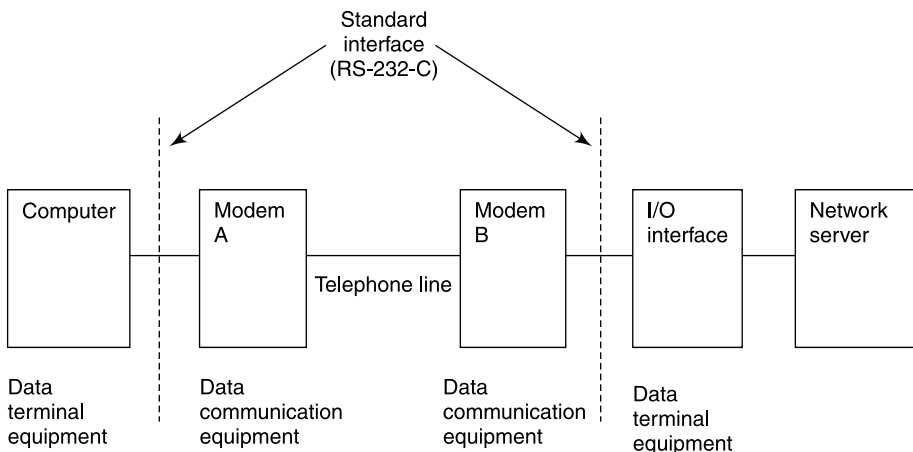 Standard
interface
(RS-232-C)
Computer
Modem
A
Modem
B
I/O
interface
Network
server
Telephone line
Data
terminal
equipment
Data
communication
equipment
Data
communication
equipment
Data
terminal
equipment